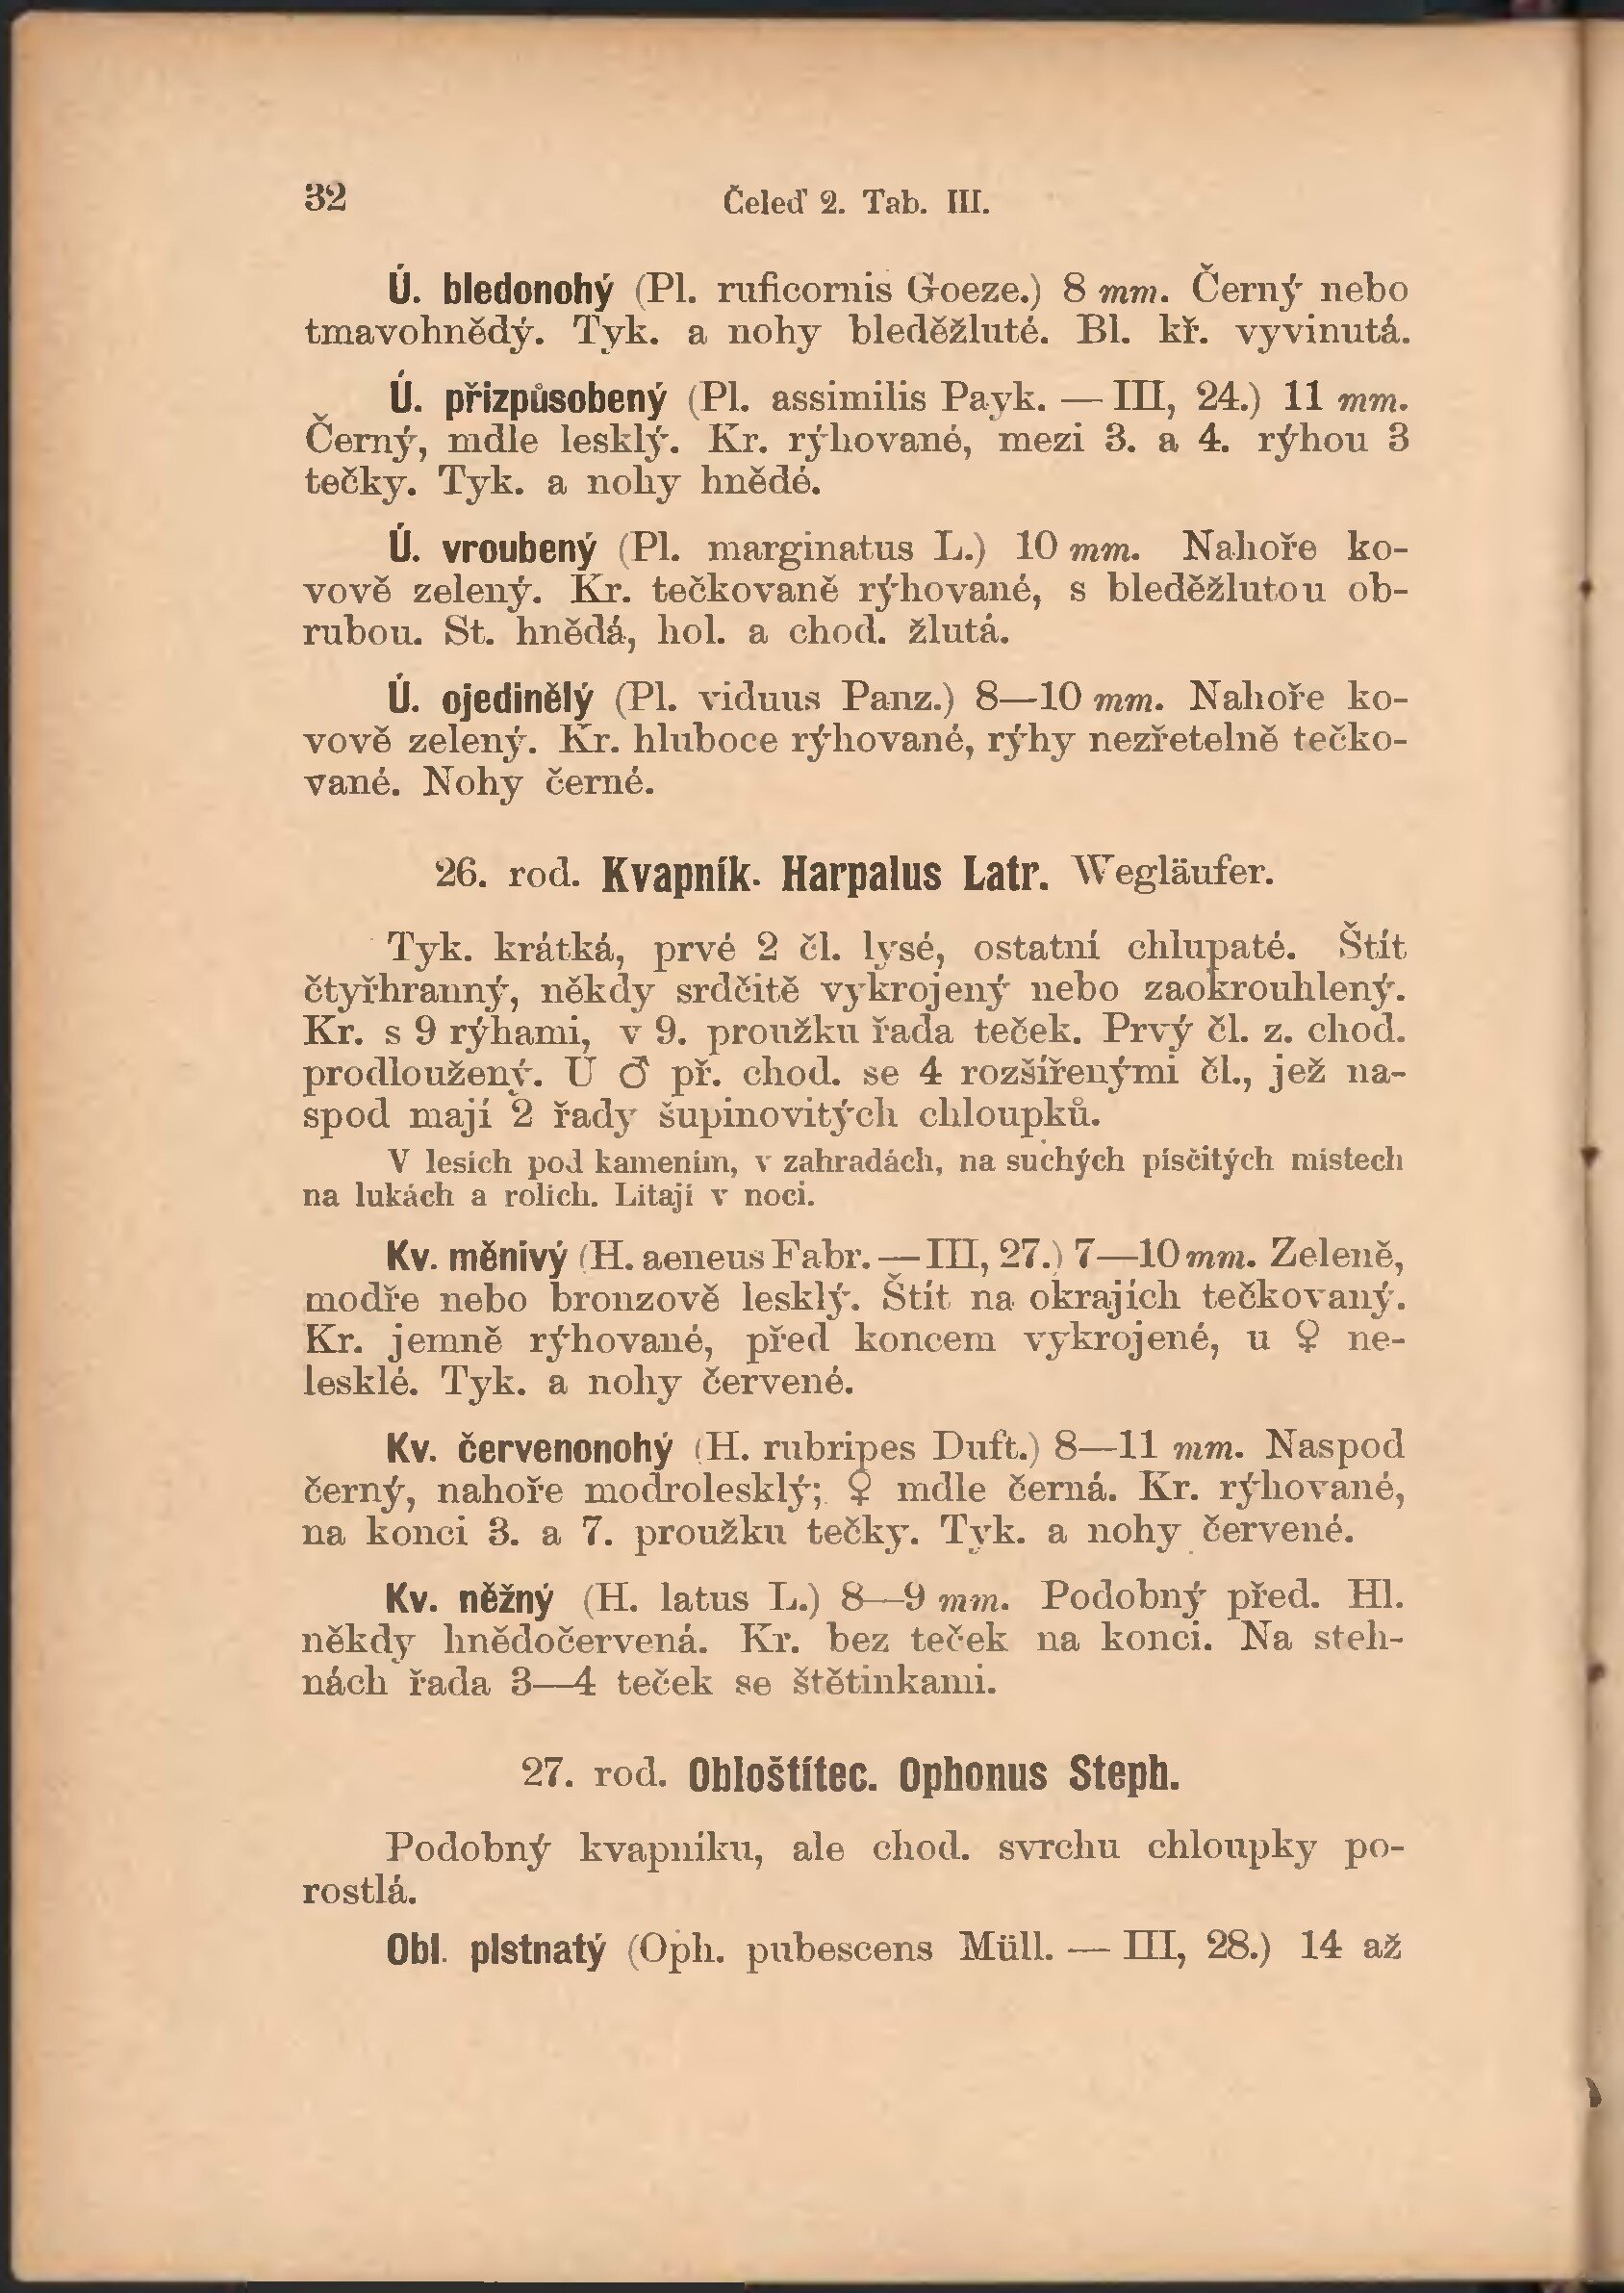 32
Čeleď 2. Tab. III.
Ú. bledonohý (Pl. ruficornis Goeze.) 8 mm. Černý nebo
tmavohnědý. Tyk. a nohy bleděžluté. Bl. kř. vyvinutá.
Ú. přizpůsobený (Pl. assimilis Payk. — III, 24.) 11 mm.
Černý, mdle lesklý. Kr. rýhované, mezi 3. a 4. rýhou 3
tečky. Tyk. a nohy hnědé.
Ú. vroubený (Pl. marginatus L.) 10 mm. Nahoře ko-
vově zelený. Kr. tečkovaně rýhované, s bleděžlutou ob-
rubou. St. hnědá, hol. a chod. žlutá.
Ú. ojedinělý (Pl. viduus Panz.) 8—10 mm. Nahoře ko-
vově zelený. Kr. hluboce rýhované, rýhy nezřetelně tečko-
vané. Nohy černé.
26. rod. Kvapník. Harpalus Latr. Wegläufer.
Tyk. krátká, prvé 2 čl. lysé, ostatní chlupaté. Štít
čtyřhranný, někdy srdčitě vykrojený nebo zaokrouhlený.
Kr. s 9 rýhami, v 9. proužku řada teček. Prvý čl. z. chod.
prodloužený. U ♂ př. chod. se 4 rozšířenými čl., jež na-
spod mají 2 řady šupinovitých chloupků.
V lesích pod kamením, v zahradách, na suchých písčitých místech
na lukách a rolích. Lítají v noci.
Kv. měnivý (H. aeneus Fabr. — III, 27.) 7—10 mm. Zeleně,
modře nebo bronzově lesklý. Štít na okrajích tečkovaný.
Kr. jemně rýhované, před koncem vykrojené, u ♀ ne-
lesklé. Tyk. a nohy červené.
Kv. červenonohý (H. rubripes Duft.) 8—11 mm. Naspod
černý, nahoře modrolesklý; ♀ mdle černá. Kr. rýhované,
na konci 3. a 7. proužku tečky. Tyk. a nohy červené.
Kv. něžný (H. latus L.) 8—9 mm. Podobný před. Hl.
někdy hnědočervená. Kr. bez teček na konci. Na steh-
nách řada 3—4 teček se štětinkami.
27. rod. Obloštítec. Ophonus Steph.
Podobný kvapníku, ale chod. svrchu chloupky po-
rostlá.
Obl. plstnatý (Oph. pubescens Müll. — III, 28.) 14 až